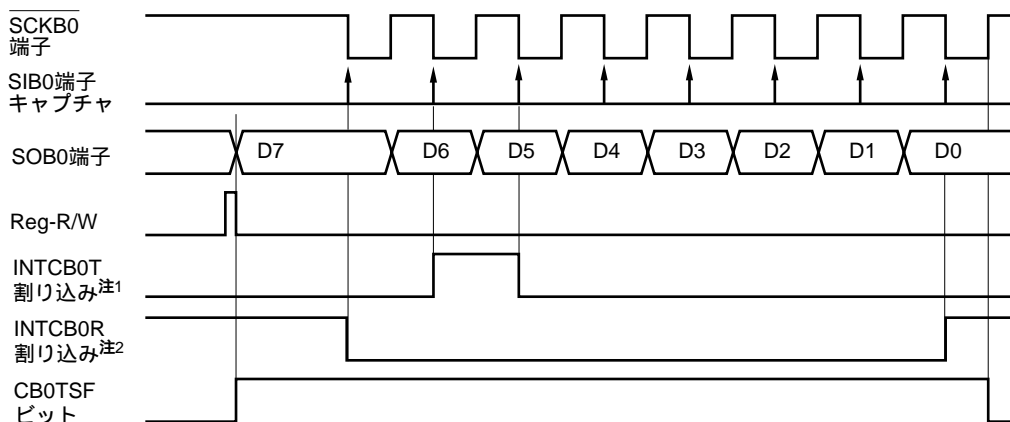 SCKB0
端子
SIB0端子
キャプチャ
SOB0端子 D7 D6 D5 D4 D3 D2 D1 D0
Reg-R/W
INTCB0T
割り込み注1
INTCB0R
割り込み注2
CB0TSF
ビット